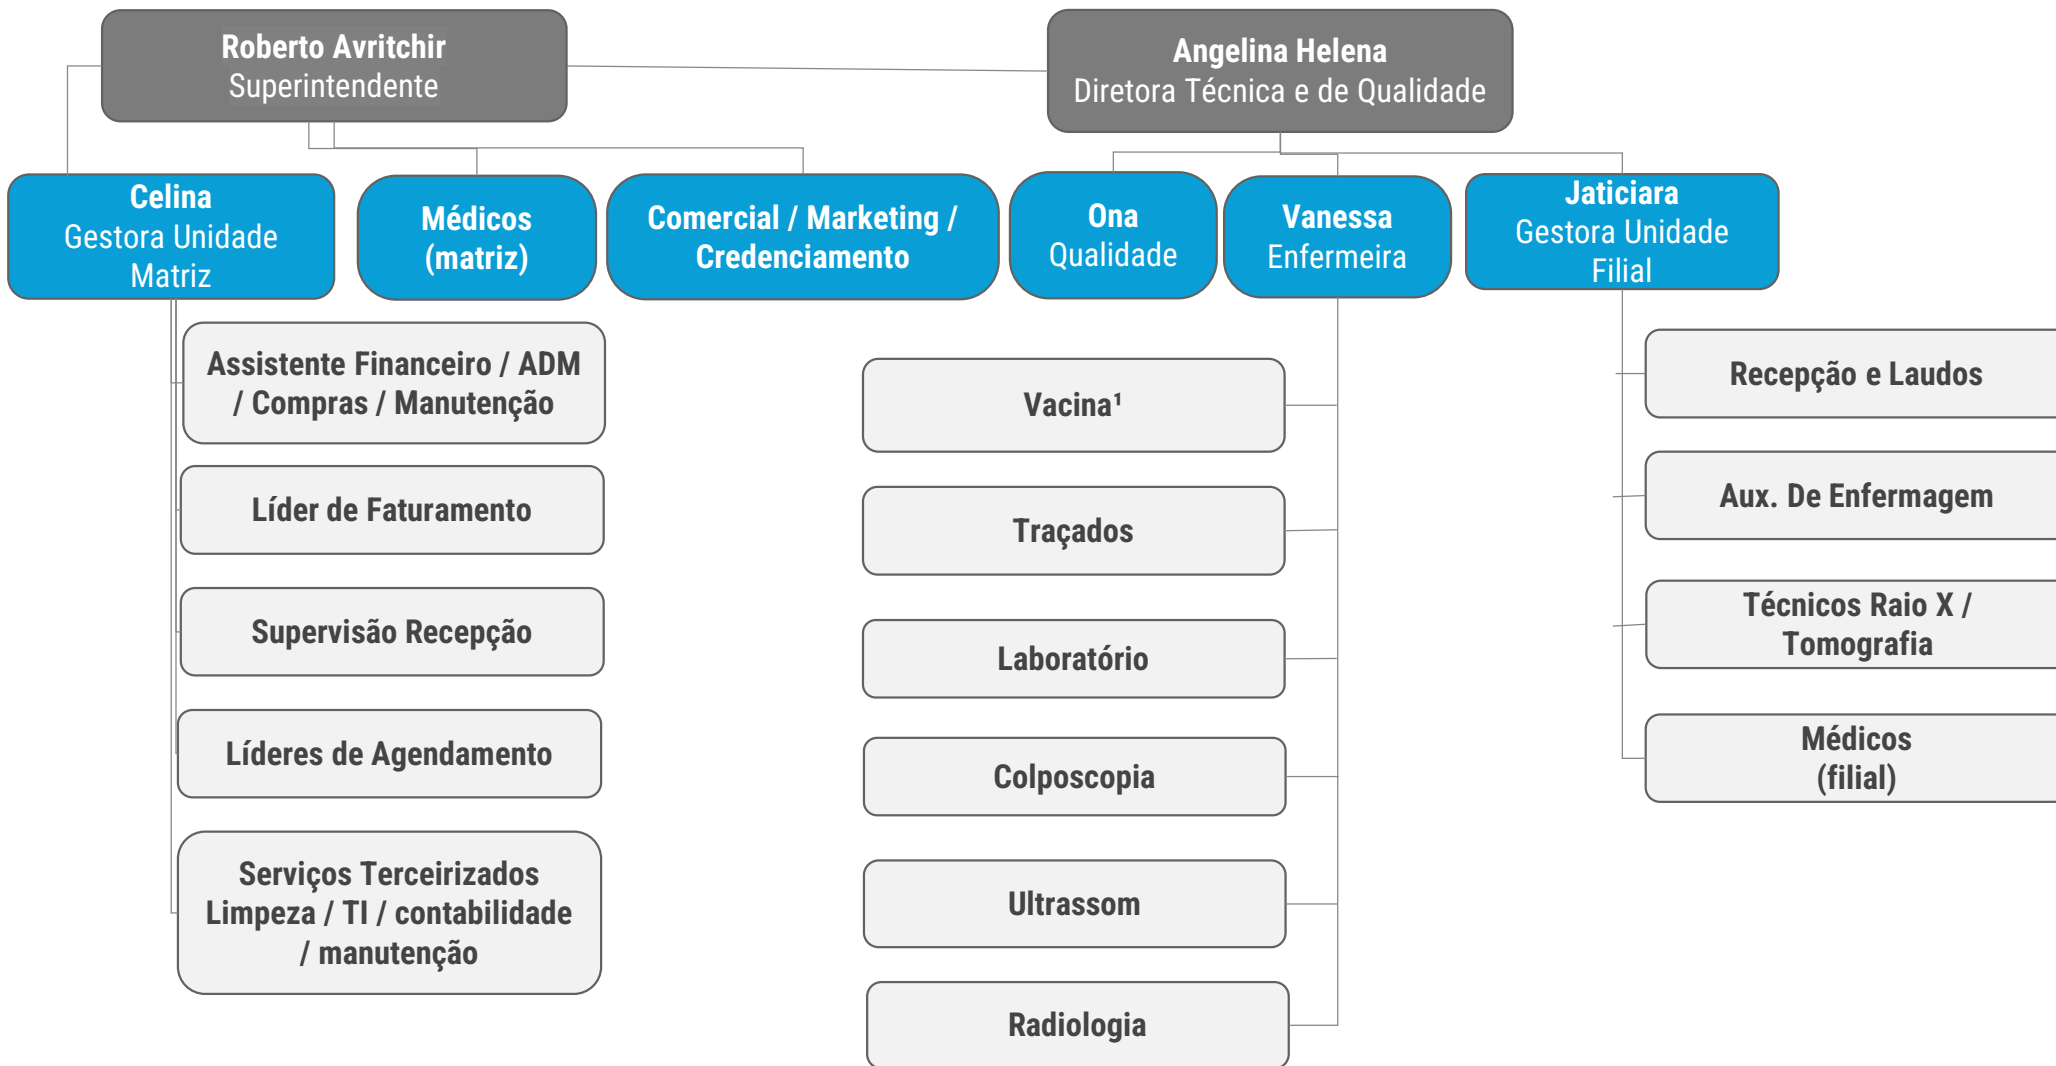 Roberto Avritchir
Superintendente
Angelina Helena
Diretora Técnica e de Qualidade
Celina
Gestora Unidade
Matriz
Médicos
(matriz)
Comercial / Marketing /
Credenciamento
Ona
Qualidade
Vanessa
Enfermeira
Jaticiara
Gestora Unidade
Filial
Assistente Financeiro / ADM
/ Compras / Manutenção
Líder de Faturamento
Supervisão Recepção
Líderes de Agendamento
Serviços Terceirizados
Limpeza / TI / contabilidade
/ manutenção
Vacina¹
Traçados
Laboratório
Colposcopia
Ultrassom
Radiologia
Recepção e Laudos
Aux. De Enfermagem
Técnicos Raio X /
Tomografia
Médicos
(filial)